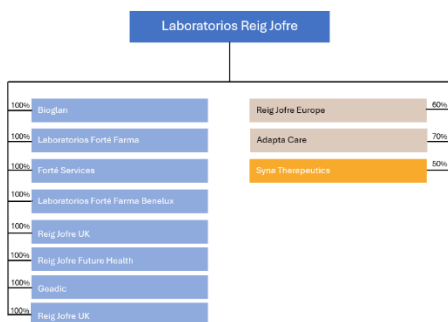 Laboratorios Reig Jofre
100% Bioglan
100% Laboratorios Forté Farma
100% Forté Services
100% Laboratorios Forté Farma Benelux
100% Reig Jofre UK
100% Reig Jofre Future Health
100% Geadic
100% Reig Jofre UK
Reig Jofre Europe 60%
Adapta Care 70%
Syna Therapeutics 50%